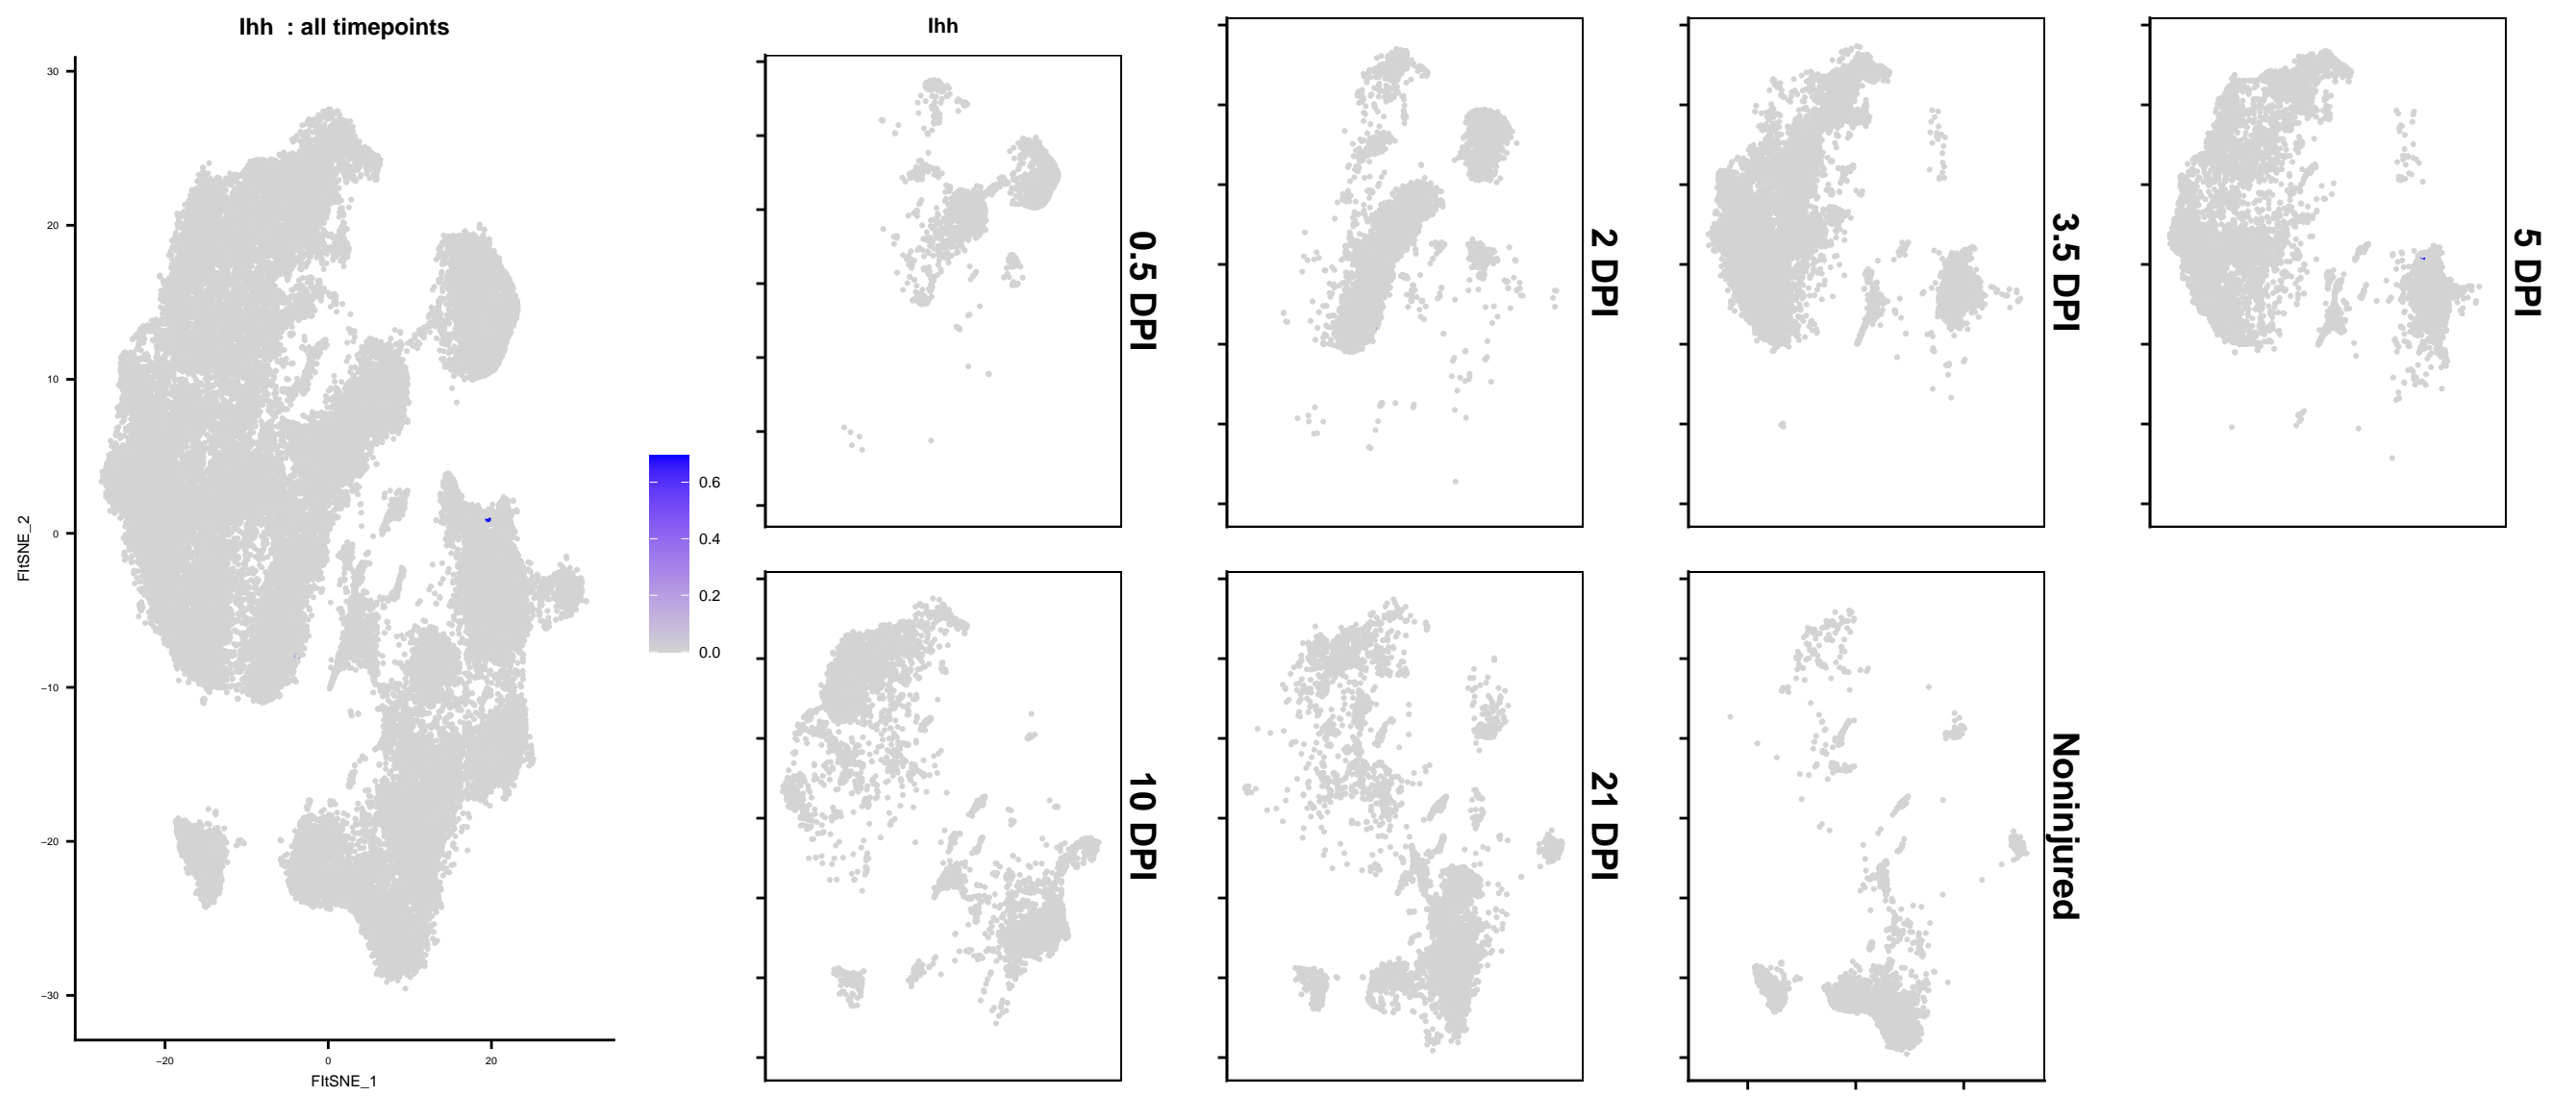 Ihh : all timepoints
30
20
10
0
−10
−20
−30
FItSNE_2
−20
0
20
FItSNE_1
0.6
0.4
0.2
0.0
Ihh
0.5 DPI
2 DPI
3.5 DPI
5 DPI
10 DPI
21 DPI
Noninjured